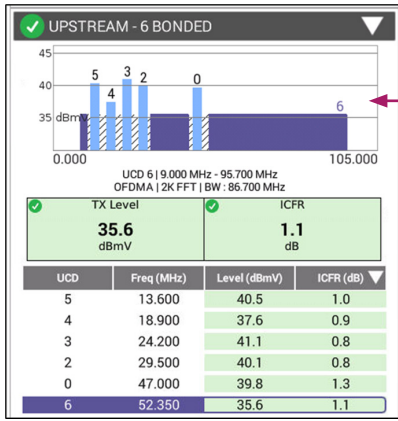 UPSTREAM - 6 BONDED
45
40
35 dBmV
5
4
3
2
0
6
0.000
105.000
UCD 6 | 9.000 MHz - 95.700 MHz
OFDMA | 2K FFT | BW : 86.700 MHz
TX Level ICFR
35.6 1.1
dBmV dB
UCD Freq (MHz) Level (dBmV) ICFR (dB)
5 13.600 40.5 1.0
4 18.900 37.6 0.9
3 24.200 41.1 0.8
2 29.500 40.1 0.8
0 47.000 39.8 1.3
6 52.350 35.6 1.1